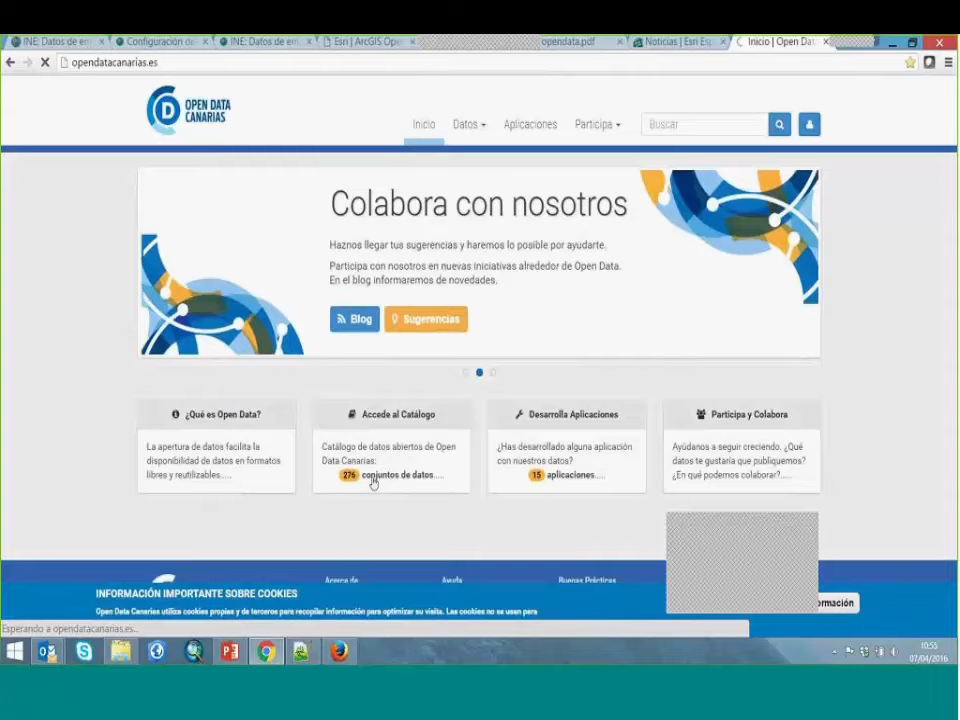 INE: Datos de em
Configuración de
INE: Datos de em
Esri | ArcGIS Ope
opendata.pdf
Noticias | Esri Es
Inicio | Open Dat
opendatacanarias.es
OPEN DATA
CANARIAS
Inicio
Datos
Aplicaciones
Participa
Buscar
Colabora con nosotros
Haznos llegar tus sugerencias y haremos lo posible por ayudarte.
Participa con nosotros en nuevas iniciativas alrededor de Open Data.
En el blog informaremos de novedades.
Blog
Sugerencias
¿Qué es Open Data?
La apertura de datos facilita la
disponibilidad de datos en formatos
libres y reutilizables.....
Accede al Catálogo
Catálogo de datos abiertos de Open
Data Canarias:
276 conjuntos de datos.....
Desarrolla Aplicaciones
¿Has desarrollado alguna aplicación
con nuestros datos?
15 aplicaciones.....
Participa y Colabora
Ayúdanos a seguir creciendo. ¿Qué
datos te gustaría que publiquemos?
¿En qué podemos colaborar?.....
Acerca de
Ayuda
Buenas Prácticas
INFORMACIÓN IMPORTANTE SOBRE COOKIES
Open Data Canarias utiliza cookies propias y de terceros para recopilar información para optimizar su visita. Las cookies no se usan para
ormación
Esperando a opendatacanarias.es...
10:55
07/04/2016